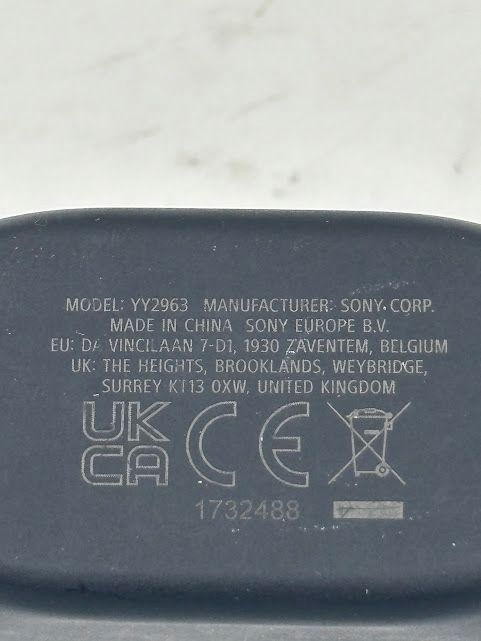 MODEL: YY2963 MANUFACTURER: SONY CORP.
MADE IN CHINA SONY EUROPE B.V.
EU: DA VINCILAAN 7-D1, 1930 ZAVENTEM, BELGIUM
UK: THE HEIGHTS, BROOKLANDS, WEYBRIDGE,
SURREY KT13 0XW, UNITED KINGDOM
UK
CA CE
1732488